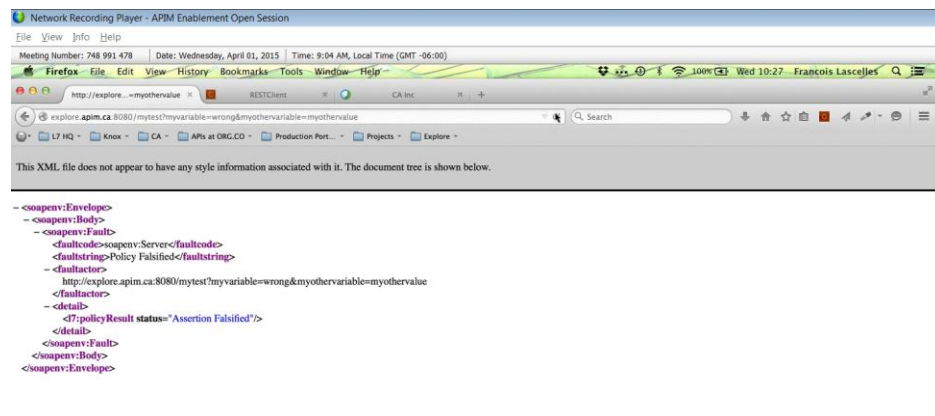 Network Recording Player - APIM Enablement Open Session
File View Info Help
Meeting Number: 748 991 478 Date: Wednesday, April 01, 2015 Time: 9:04 AM, Local Time (GMT -06:00)
Firefox File Edit View History Bookmarks Tools Window Help 100% Wed 10:27 Francois Lascelles
http://explore...=myothervalue × RESTClient × CA Inc × +
explore.apim.ca:8080/mytest?myvariable=wrong&myothervariable=myothervalue Search
L7 HQ Knox CA APIs at ORG.CO Production Port... Projects Explore
This XML file does not appear to have any style information associated with it. The document tree is shown below.
– <soapenv:Envelope>
– <soapenv:Body>
– <soapenv:Fault>
<faultcode>soapenv:Server</faultcode>
<faultstring>Policy Falsified</faultstring>
– <faultactor>
http://explore.apim.ca:8080/mytest?myvariable=wrong&myothervariable=myothervalue
</faultactor>
– <detail>
<l7:policyResult status="Assertion Falsified"/>
</detail>
</soapenv:Fault>
</soapenv:Body>
</soapenv:Envelope>